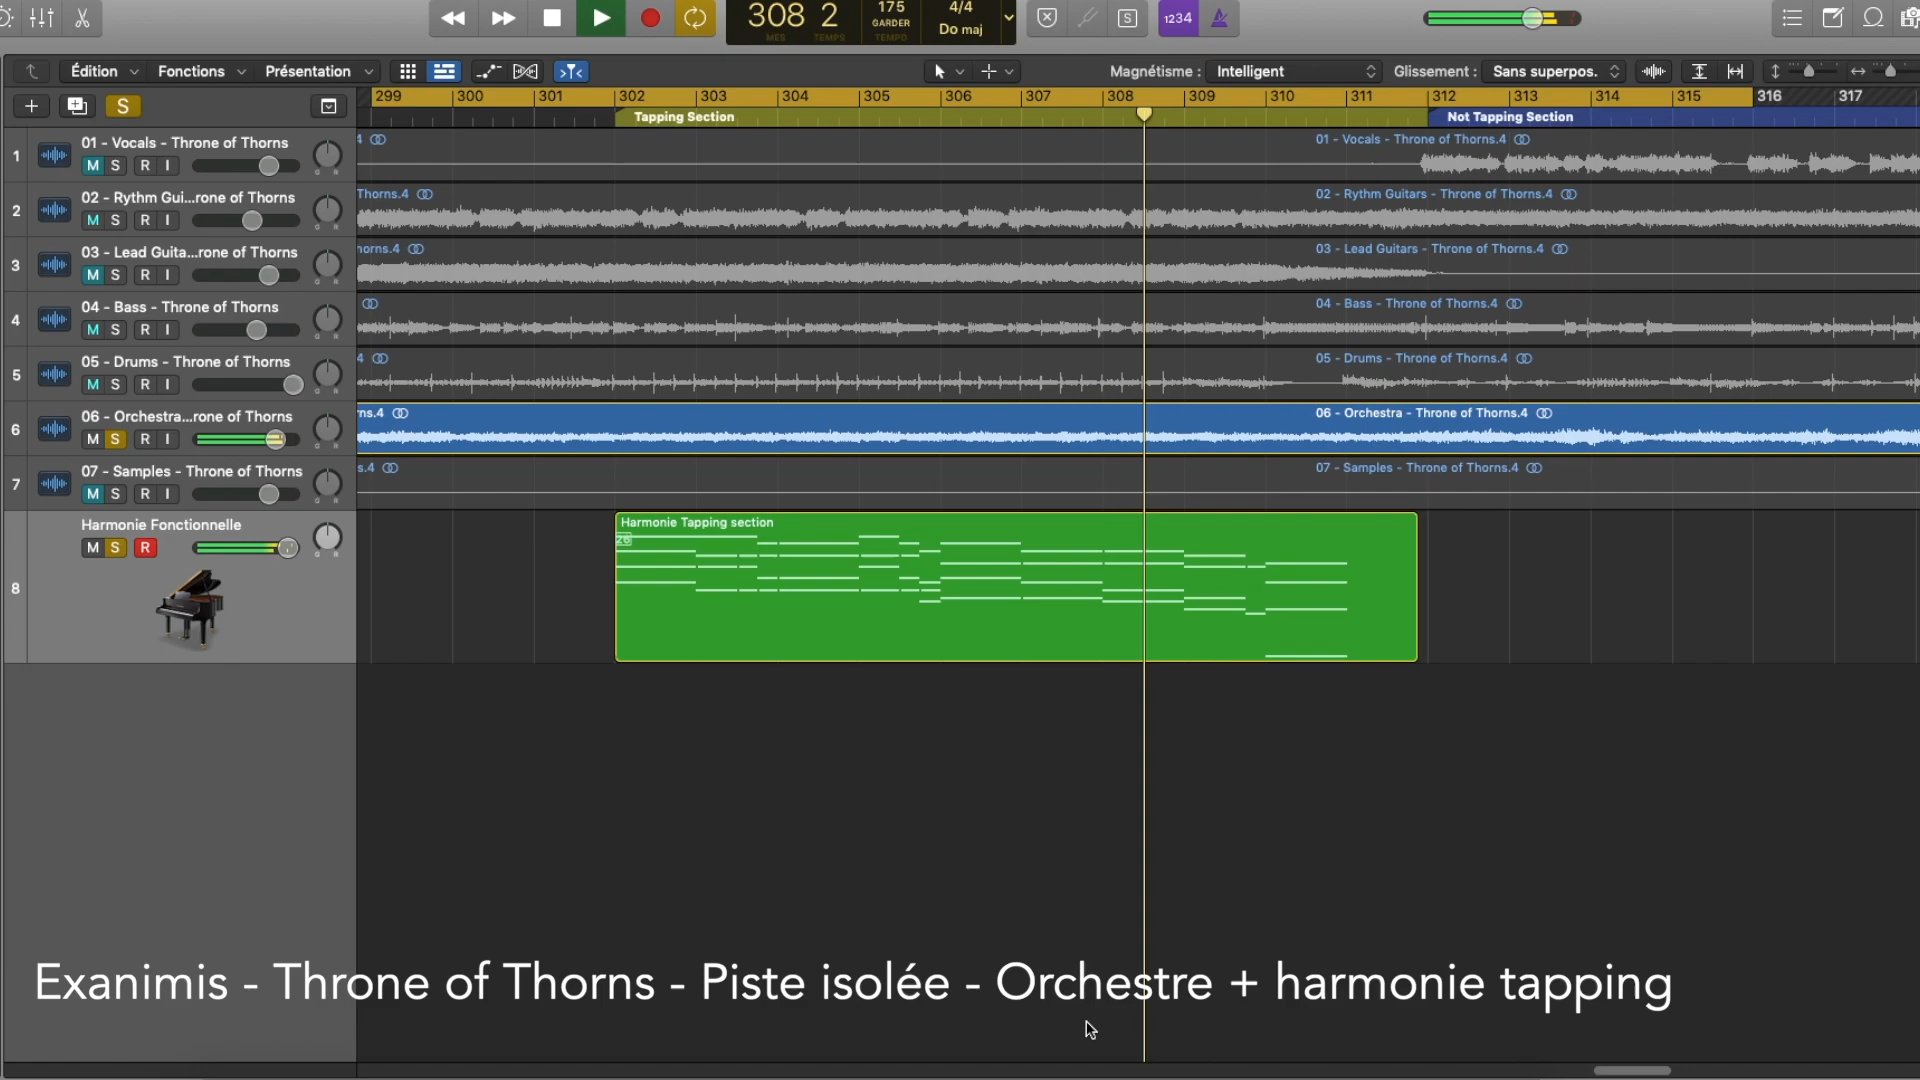 308 2 175 4/4
GARDER Do maj
MES TEMPS TEMPO
S 1234
Édition Fonctions Présentation Magnétisme : Intelligent Glissement : Sans superpos.
S 299 300 301 302 303 304 305 306 307 308 309 310 311 312 313 314 315 316 317
Tapping Section Not Tapping Section
1 01 - Vocals - Throne of Thorns 4 01 - Vocals - Throne of Thorns.4
M S R I
2 02 - Rythm Gui...rone of Thorns Thorns.4 02 - Rythm Guitars - Throne of Thorns.4
M S R I
3 03 - Lead Guita...rone of Thorns horns.4 03 - Lead Guitars - Throne of Thorns.4
M S R I
4 04 - Bass - Throne of Thorns 04 - Bass - Throne of Thorns.4
M S R I
5 05 - Drums - Throne of Thorns 4 05 - Drums - Throne of Thorns.4
M S R I
6 06 - Orchestra...rone of Thorns rns.4 06 - Orchestra - Throne of Thorns.4
M S R I
7 07 - Samples - Throne of Thorns s.4 07 - Samples - Throne of Thorns.4
M S R I
8 Harmonie Fonctionnelle Harmonie Tapping section
M S R
Exanimis - Throne of Thorns - Piste isolée - Orchestre + harmonie tapping